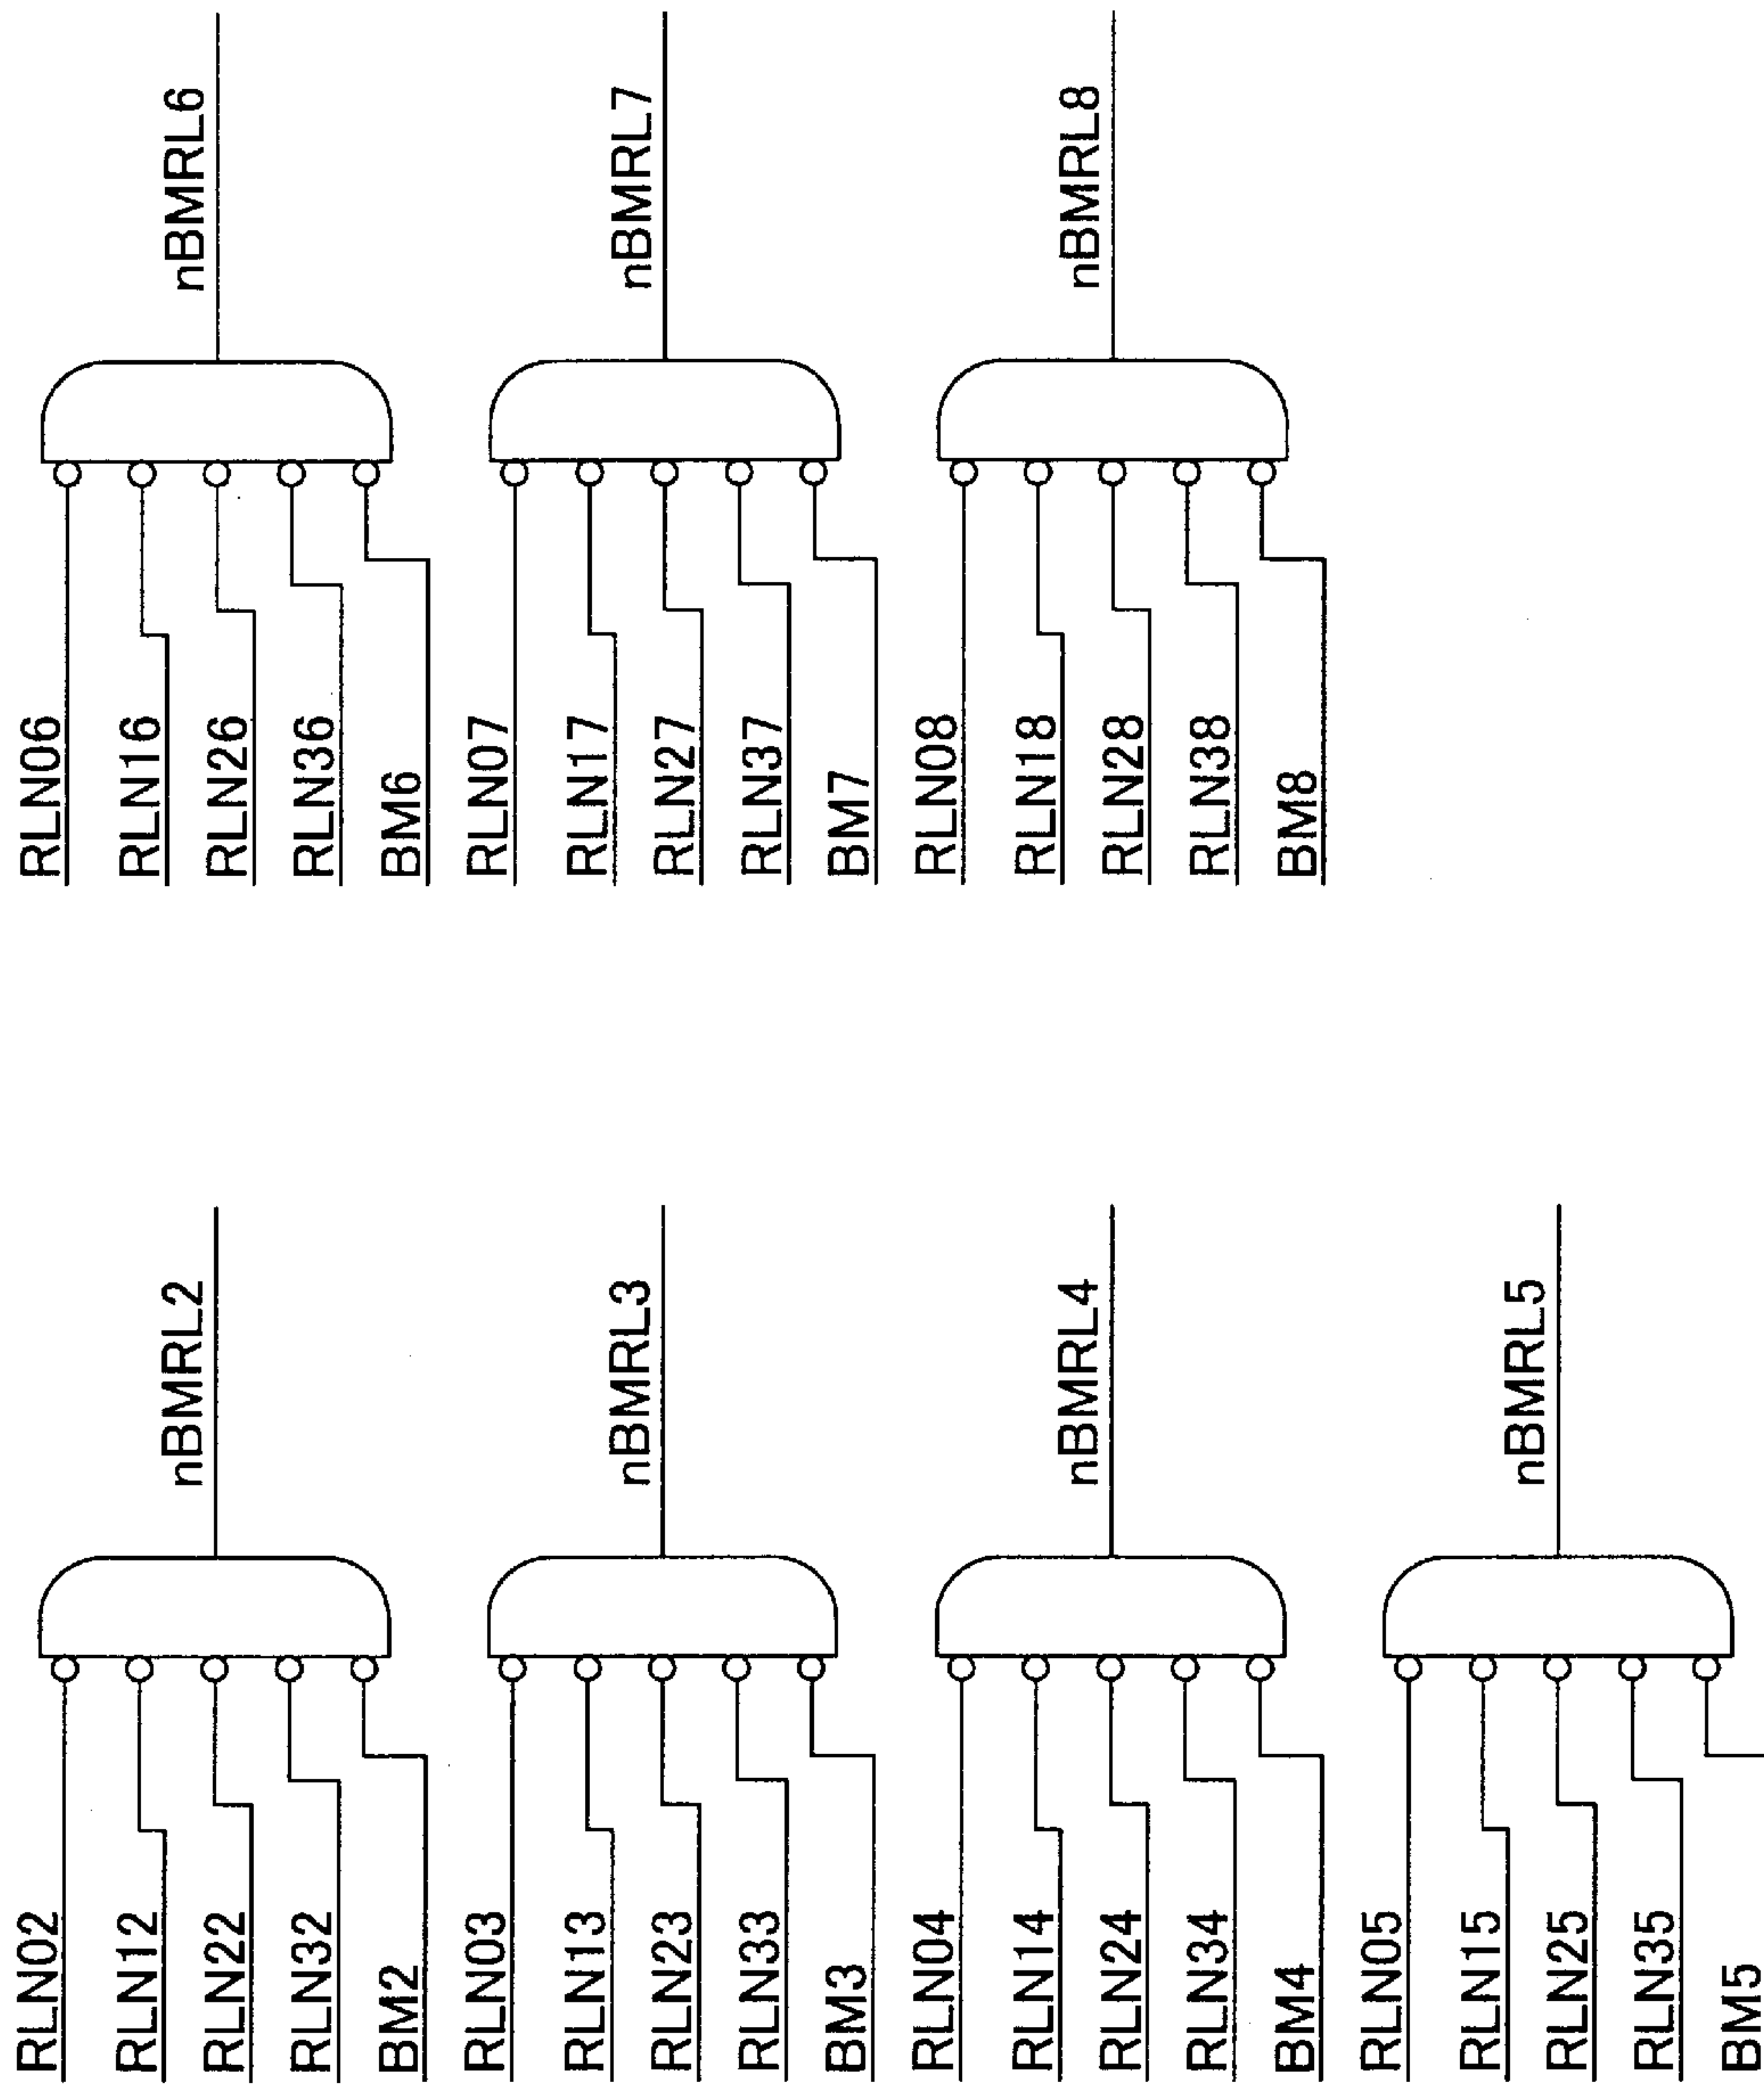 RLN02
RLN12
RLN22
RLN32
BM2
nBMRL2
RLN03
RLN13
RLN23
RLN33
BM3
nBMRL3
RLN04
RLN14
RLN24
RLN34
BM4
nBMRL4
RLN05
RLN15
RLN25
RLN35
BM5
nBMRL5
RLN06
RLN16
RLN26
RLN36
BM6
nBMRL6
RLN07
RLN17
RLN27
RLN37
BM7
nBMRL7
RLN08
RLN18
RLN28
RLN38
BM8
nBMRL8